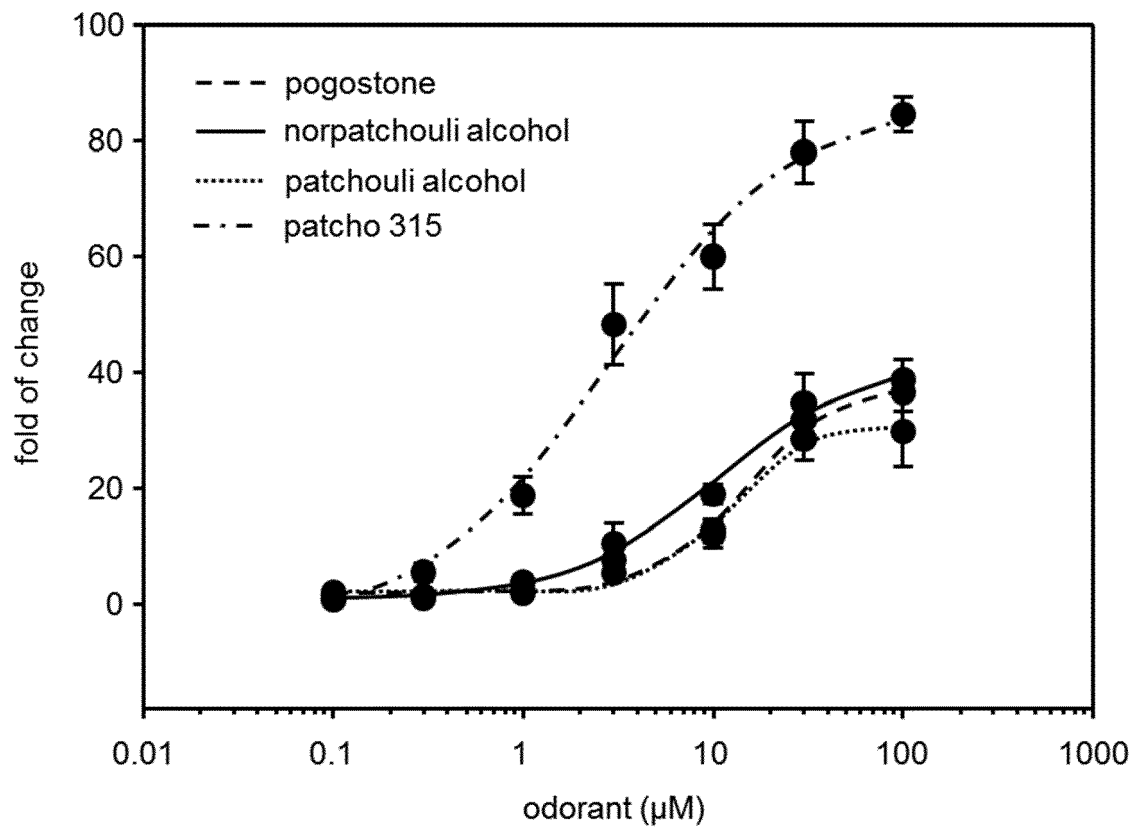 100
80
60
40
20
0
fold of change
pogostone
norpatchouli alcohol
patchouli alcohol
patcho 315
0.01 0.1 1 10 100 1000
odorant (µM)